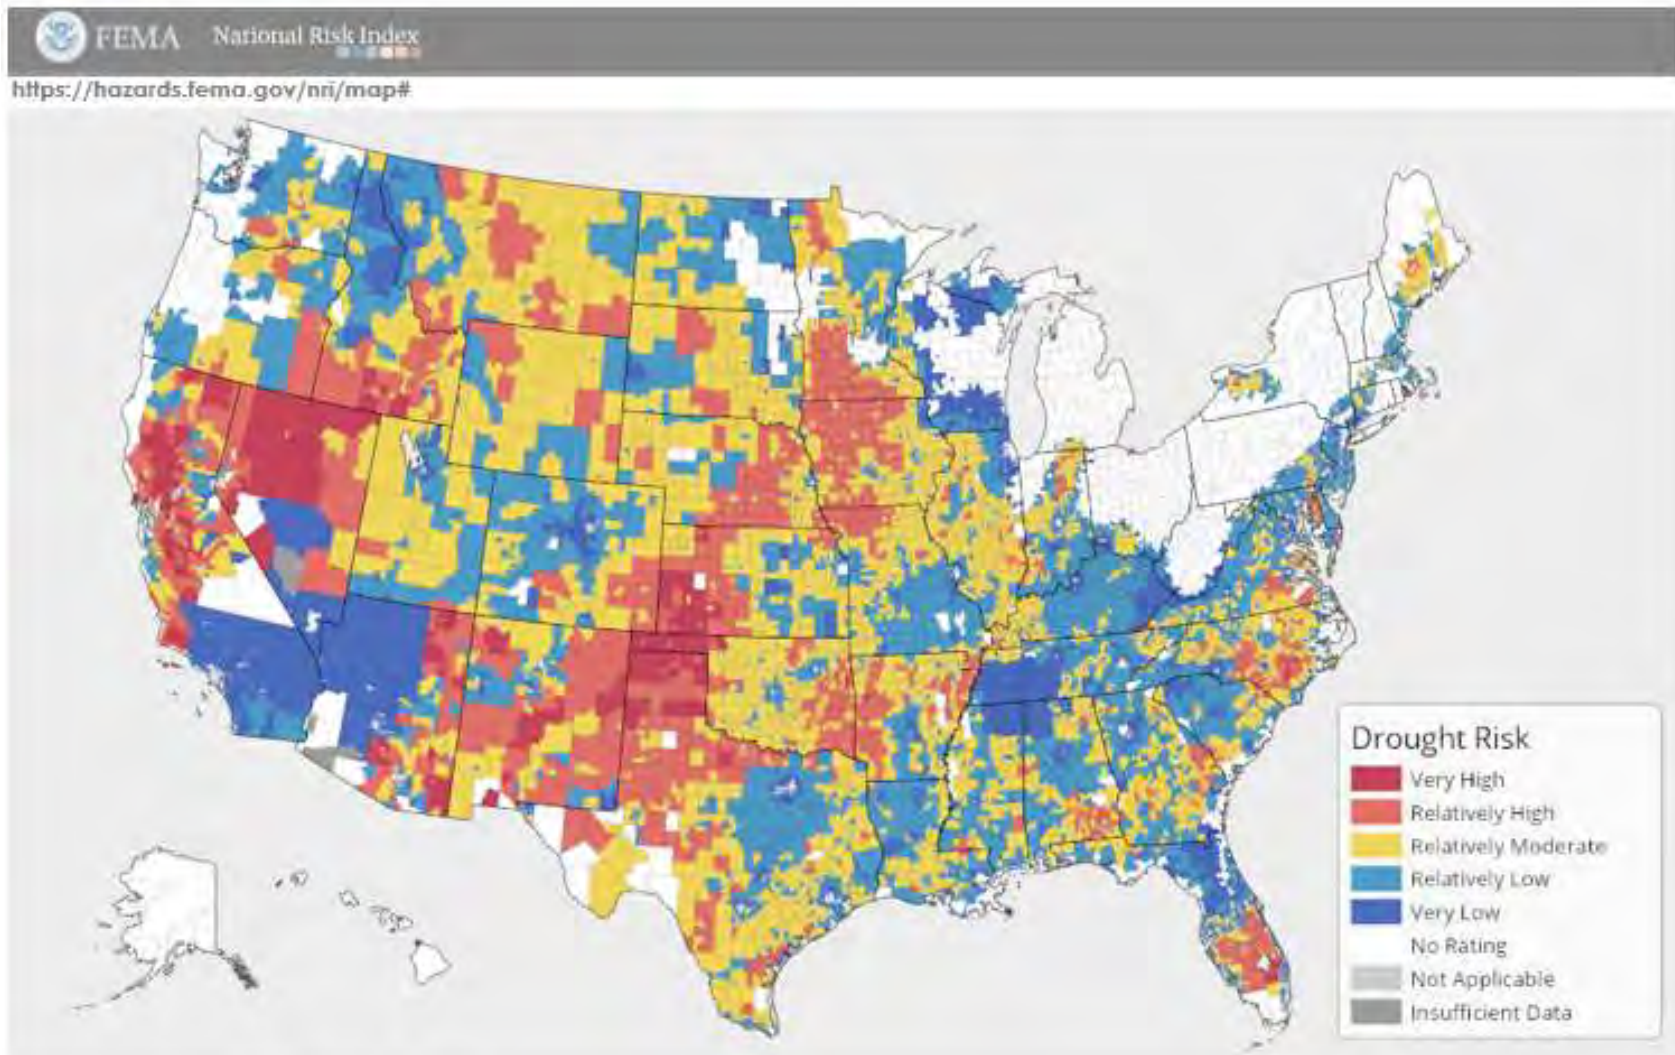 FEMA National Risk Index
https://hazards.fema.gov/nri/map#
Drought Risk
Very High
Relatively High
Relatively Moderate
Relatively Low
Very Low
No Rating
Not Applicable
Insufficient Data